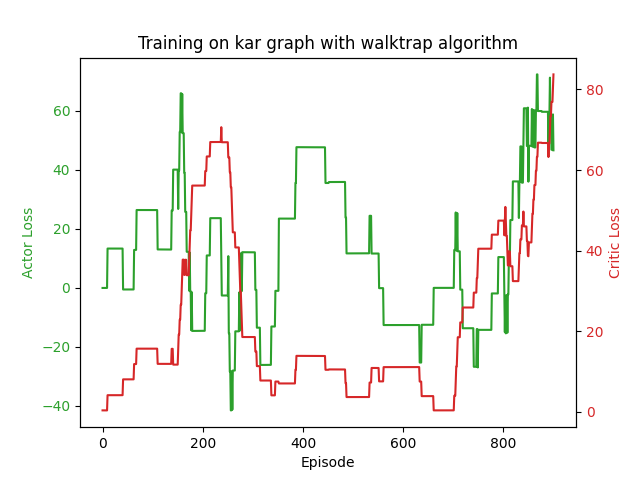 Training on kar graph with walktrap algorithm
60
40
20
0
−20
−40
Actor Loss
80
60
40
20
0
Critic Loss
0 200 400 600 800
Episode